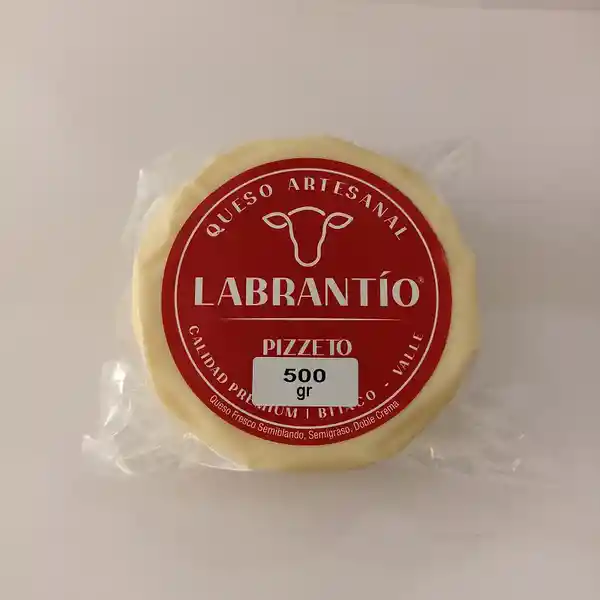 QUESO ARTESANAL
LABRANTÍO®
PIZZETO
500
gr
CALIDAD PREMIUM | BITACO - VALLE
Queso Fresco Semiblando, Semigraso, Doble Crema